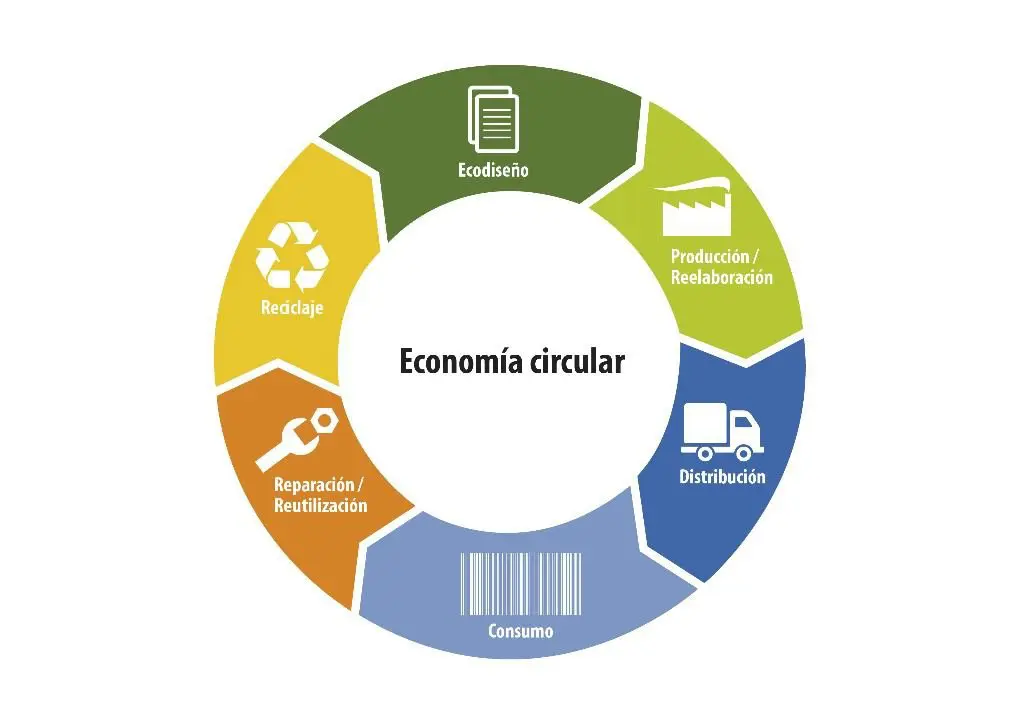 Ecodiseño
Producción /
Reelaboración
Distribución
Consumo
Reparación /
Reutilización
Reciclaje
Economía circular